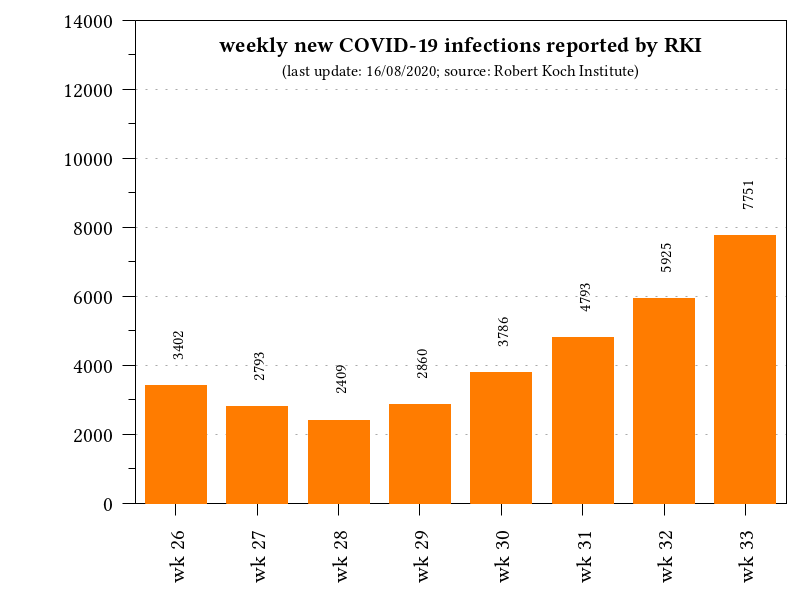 weekly new COVID-19 infections reported by RKI
(last update: 16/08/2020; source: Robert Koch Institute)
14000
12000
10000
8000
6000
4000
2000
0
3402
2793
2409
2860
3786
4793
5925
7751
wk 26
wk 27
wk 28
wk 29
wk 30
wk 31
wk 32
wk 33